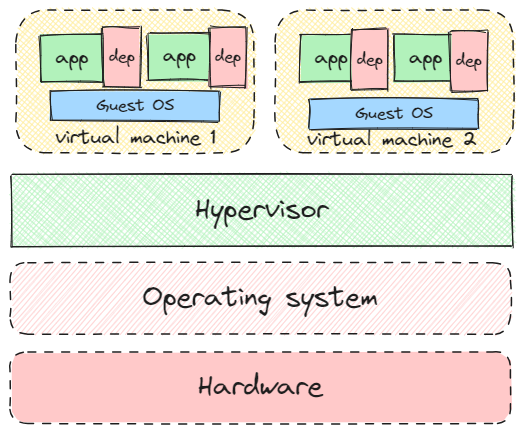 app dep app dep
Guest OS
virtual machine 1
app dep app dep
Guest OS
virtual machine 2
Hypervisor
Operating system
Hardware